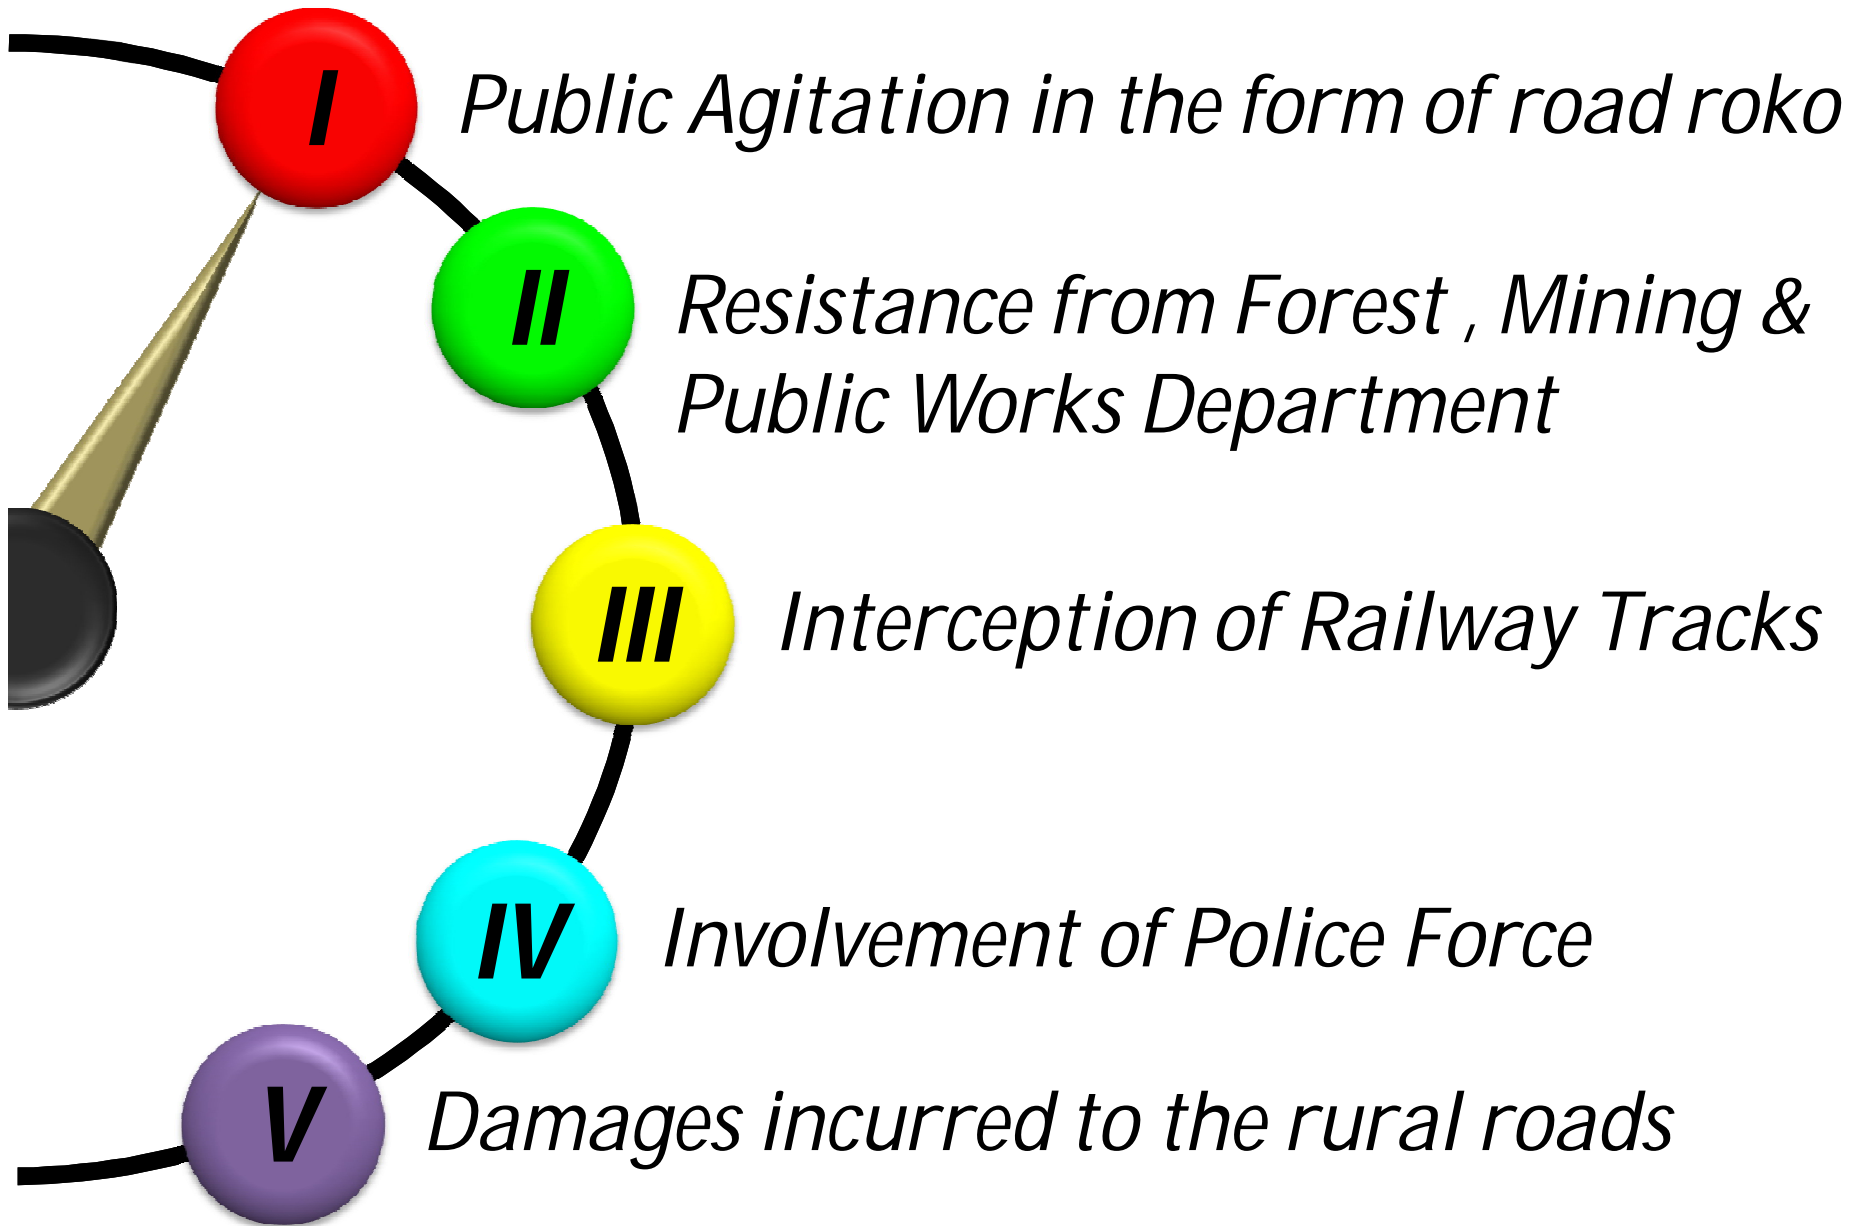 I Public Agitation in the form of road roko
II Resistance from Forest , Mining &
Public Works Department
III Interception of Railway Tracks
IV Involvement of Police Force
V Damages incurred to the rural roads